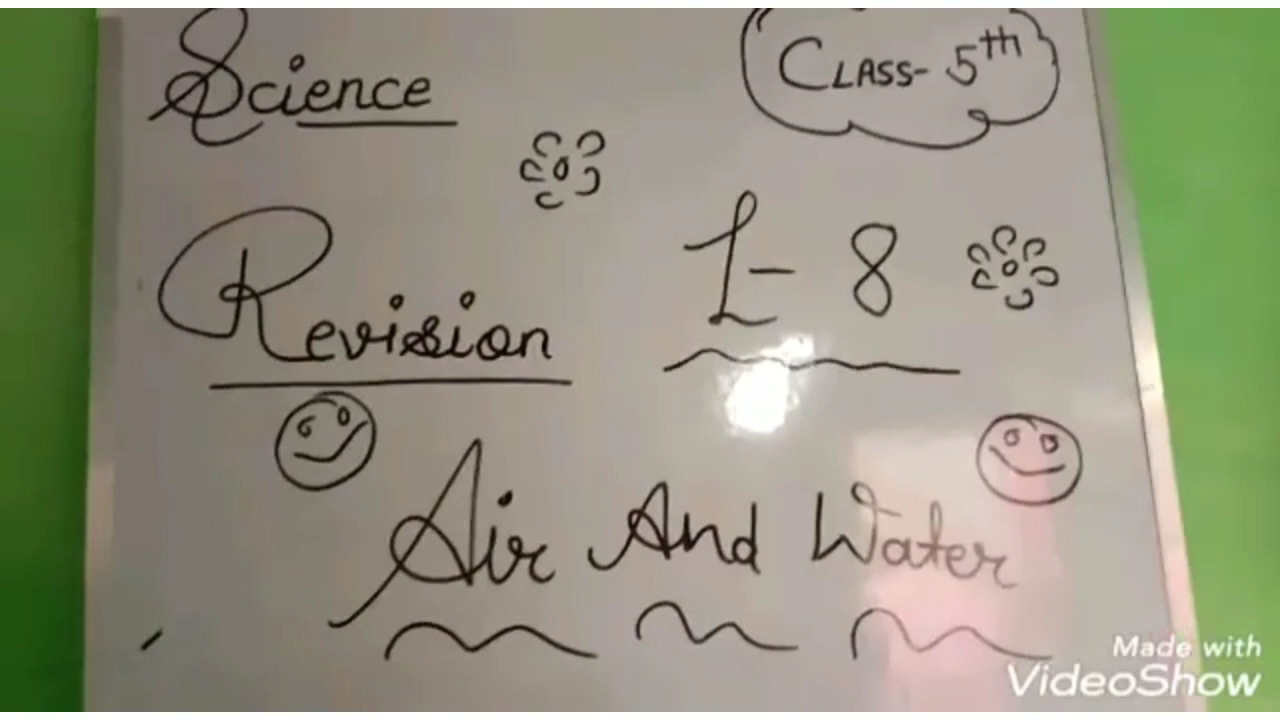 Science
CLASS- 5th
Revision
L- 8
Air And Water
Made with
VideoShow